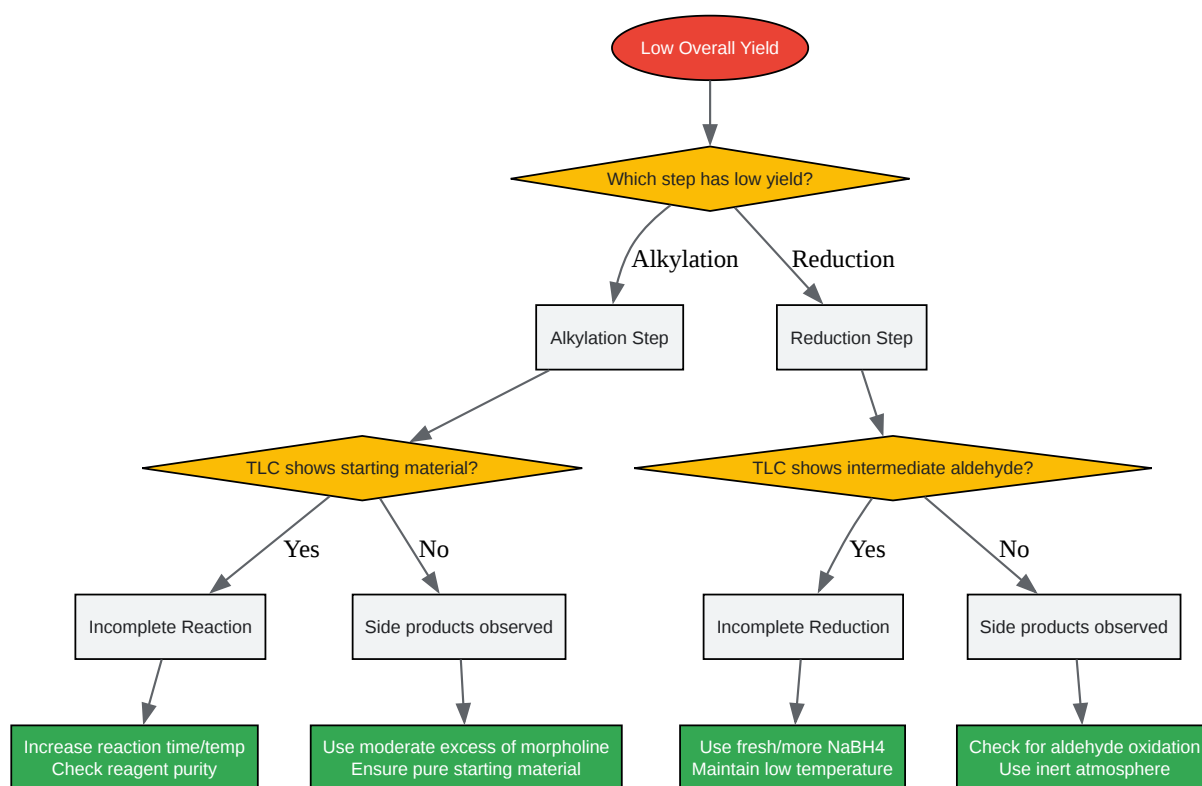 Low Overall Yield
Which step has low yield?
Alkylation
Reduction
Alkylation Step
Reduction Step
TLC shows starting material?
TLC shows intermediate aldehyde?
Yes
No
Yes
No
Incomplete Reaction
Side products observed
Incomplete Reduction
Side products observed
Increase reaction time/temp
Check reagent purity
Use moderate excess of morpholine
Ensure pure starting material
Use fresh/more NaBH4
Maintain low temperature
Check for aldehyde oxidation
Use inert atmosphere